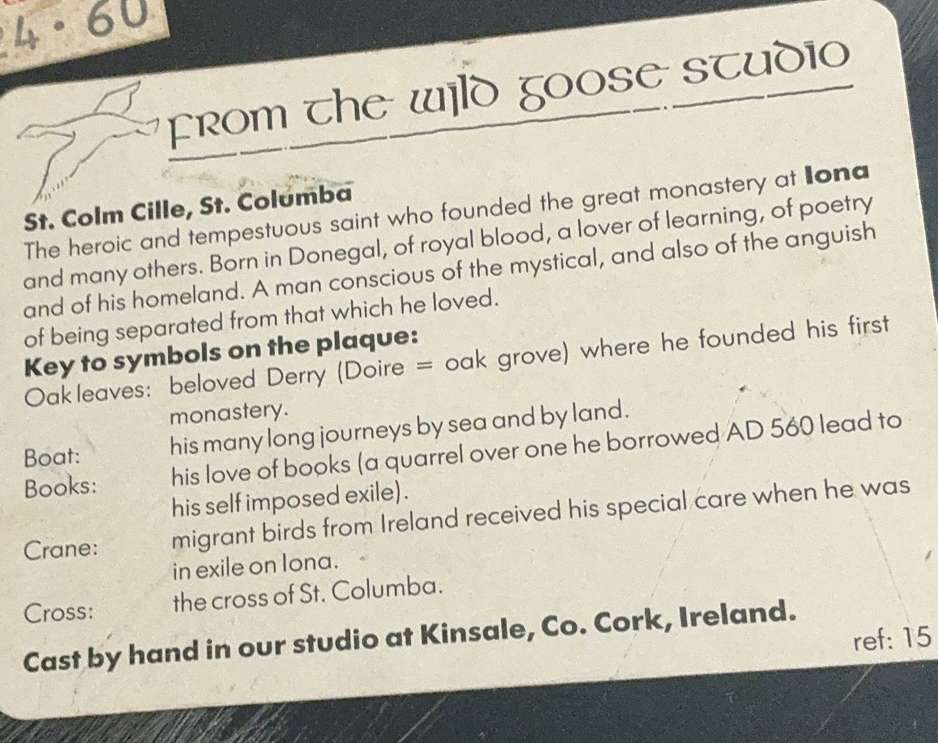 24.60
FROM The wild goose studio
St. Colm Cille, St. Columba
The heroic and tempestuous saint who founded the great monastery at Iona
and many others. Born in Donegal, of royal blood, a lover of learning, of poetry
and of his homeland. A man conscious of the mystical, and also of the anguish
of being separated from that which he loved.
Key to symbols on the plaque:
Oak leaves: beloved Derry (Doire = oak grove) where he founded his first
monastery.
Boat: his many long journeys by sea and by land.
Books: his love of books (a quarrel over one he borrowed AD 560 lead to
his self imposed exile).
Crane: migrant birds from Ireland received his special care when he was
in exile on Iona.
Cross: the cross of St. Columba.
Cast by hand in our studio at Kinsale, Co. Cork, Ireland.
ref: 15